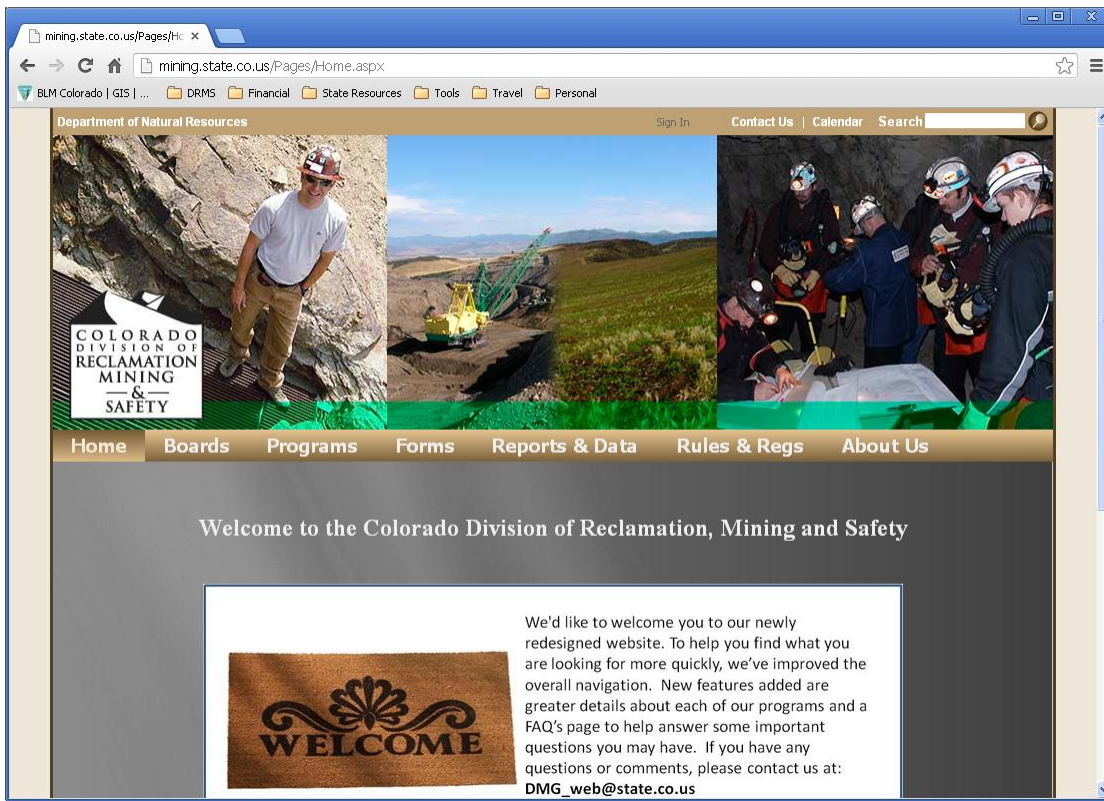 mining.state.co.us/Pages/Hc
mining.state.co.us/Pages/Home.aspx
BLM Colorado | GIS | ...
DRMS
Financial
State Resources
Tools
Travel
Personal
Department of Natural Resources
Sign In
Contact Us | Calendar
Search
COLORADO
DIVISION OF
RECLAMATION
MINING
&
SAFETY
Home
Boards
Programs
Forms
Reports & Data
Rules & Regs
About Us
Welcome to the Colorado Division of Reclamation, Mining and Safety
WELCOME
We'd like to welcome you to our newly
redesigned website. To help you find what you
are looking for more quickly, we've improved the
overall navigation.  New features added are
greater details about each of our programs and a
FAQ's page to help answer some important
questions you may have.  If you have any
questions or comments, please contact us at:
DMG_web@state.co.us